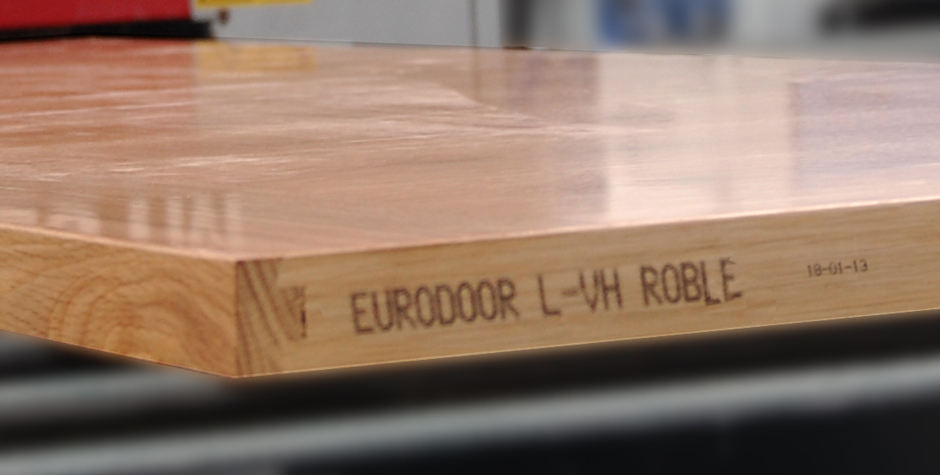 EURODOOR L-VH ROBLE 18-01-13